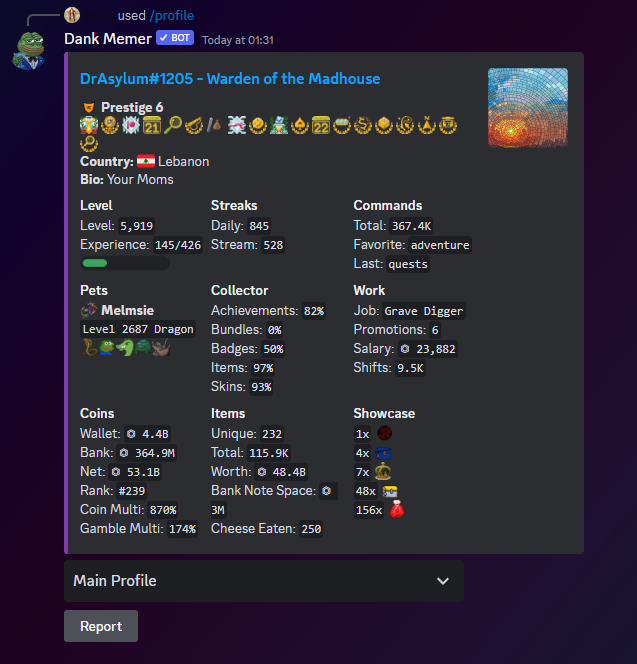 used /profile
Dank Memer ✓ BOT Today at 01:31
DrAsylum#1205 - Warden of the Madhouse
Prestige 6
21 22
Country: Lebanon
Bio: Your Moms
Level
Level: 5,919
Experience: 145/426
Streaks
Daily: 845
Stream: 528
Commands
Total: 367.4K
Favorite: adventure
Last: quests
Pets
Melmsie
Level 2687 Dragon
Collector
Achievements: 82%
Bundles: 0%
Badges: 50%
Items: 97%
Skins: 93%
Work
Job: Grave Digger
Promotions: 6
Salary: ⏣ 23,882
Shifts: 9.5K
Coins
Wallet: ⏣ 4.4B
Bank: ⏣ 364.9M
Net: ⏣ 53.1B
Rank: #239
Coin Multi: 870%
Gamble Multi: 174%
Items
Unique: 232
Total: 115.9K
Worth: ⏣ 48.4B
Bank Note Space: ⏣
3M
Cheese Eaten: 250
Showcase
1x
4x
7x
48x
156x
Main Profile
Report